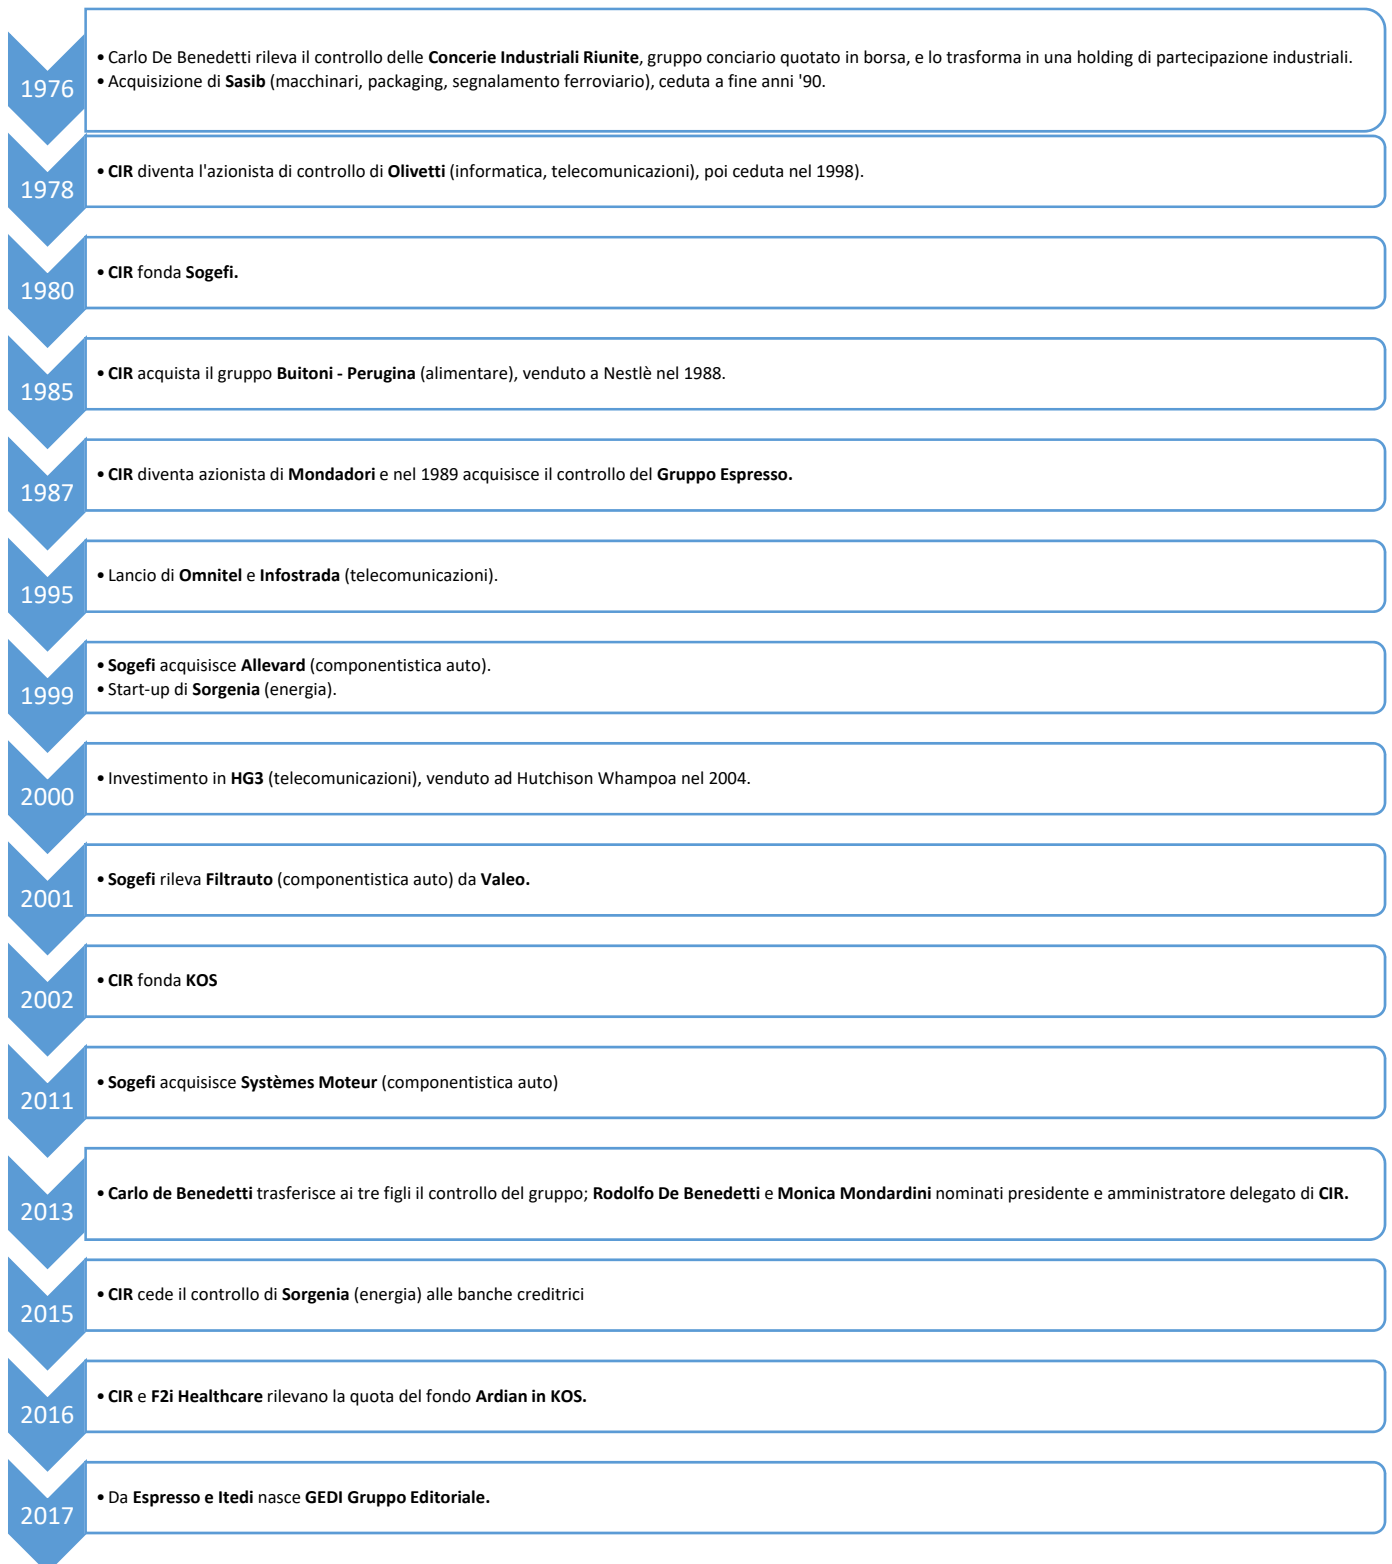 1976
• Carlo De Benedetti rileva il controllo delle Concerie Industriali Riunite, gruppo conciario quotato in borsa, e lo trasforma in una holding di partecipazione industriali.
• Acquisizione di Sasib (macchinari, packaging, segnalamento ferroviario), ceduta a fine anni '90.
1978
• CIR diventa l'azionista di controllo di Olivetti (informatica, telecomunicazioni), poi ceduta nel 1998).
1980
• CIR fonda Sogefi.
1985
• CIR acquista il gruppo Buitoni - Perugina (alimentare), venduto a Nestlè nel 1988.
1987
• CIR diventa azionista di Mondadori e nel 1989 acquisisce il controllo del Gruppo Espresso.
1995
• Lancio di Omnitel e Infostrada (telecomunicazioni).
1999
• Sogefi acquisisce Allevard (componentistica auto).
• Start-up di Sorgenia (energia).
2000
• Investimento in HG3 (telecomunicazioni), venduto ad Hutchison Whampoa nel 2004.
2001
• Sogefi rileva Filtrauto (componentistica auto) da Valeo.
2002
• CIR fonda KOS
2011
• Sogefi acquisisce Systèmes Moteur (componentistica auto)
2013
• Carlo de Benedetti trasferisce ai tre figli il controllo del gruppo; Rodolfo De Benedetti e Monica Mondardini nominati presidente e amministratore delegato di CIR.
2015
• CIR cede il controllo di Sorgenia (energia) alle banche creditrici
2016
• CIR e F2i Healthcare rilevano la quota del fondo Ardian in KOS.
2017
• Da Espresso e Itedi nasce GEDI Gruppo Editoriale.